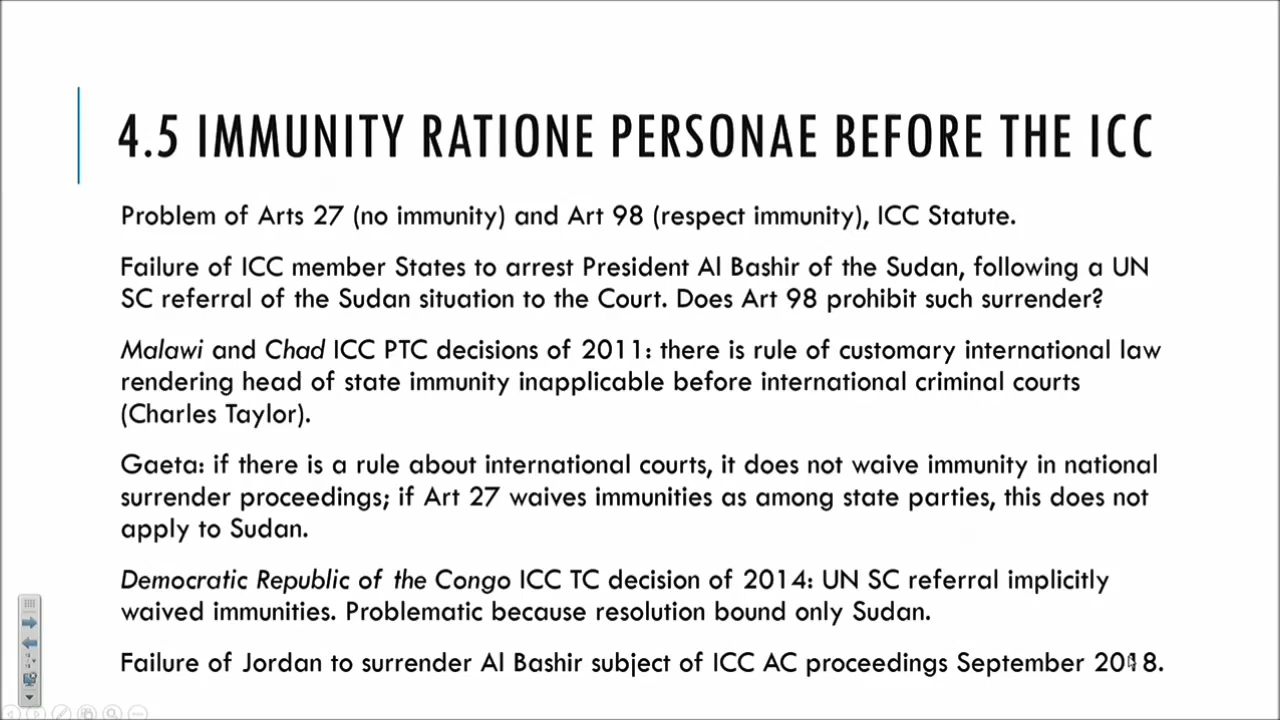 4.5 IMMUNITY RATIONE PERSONAE BEFORE THE ICC
Problem of Arts 27 (no immunity) and Art 98 (respect immunity), ICC Statute.
Failure of ICC member States to arrest President Al Bashir of the Sudan, following a UN
SC referral of the Sudan situation to the Court. Does Art 98 prohibit such surrender?
Malawi and Chad ICC PTC decisions of 2011: there is rule of customary international law
rendering head of state immunity inapplicable before international criminal courts
(Charles Taylor).
Gaeta: if there is a rule about international courts, it does not waive immunity in national
surrender proceedings; if Art 27 waives immunities as among state parties, this does not
apply to Sudan.
Democratic Republic of the Congo ICC TC decision of 2014: UN SC referral implicitly
waived immunities. Problematic because resolution bound only Sudan.
Failure of Jordan to surrender Al Bashir subject of ICC AC proceedings September 2018.